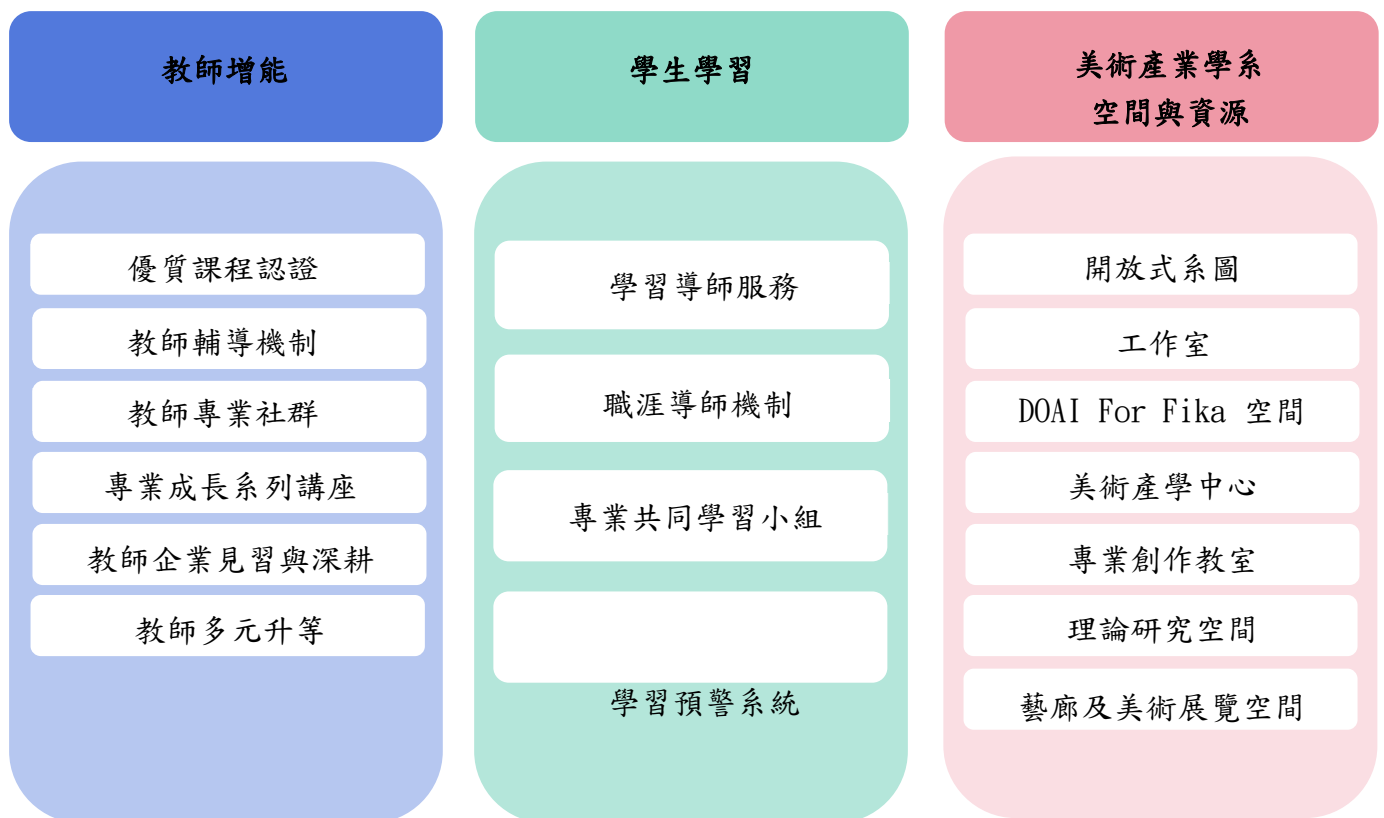 教師增能
優質課程認證
教師輔導機制
教師專業社群
專業成長系列講座
教師企業見習與深耕
教師多元升等
學生學習
學習導師服務
職涯導師機制
專業共同學習小組
學習預警系統
美術產業學系
空間與資源
開放式系圖
工作室
DOAI For Fika 空間
美術產學中心
專業創作教室
理論研究空間
藝廊及美術展覽空間